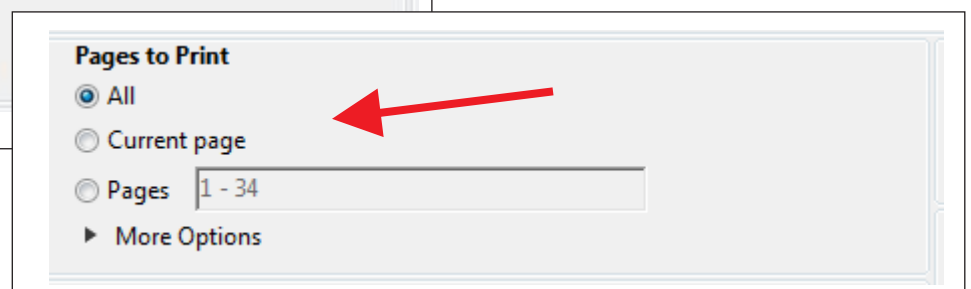 Pages to Print
All
Current page
Pages 1 - 34
More Options